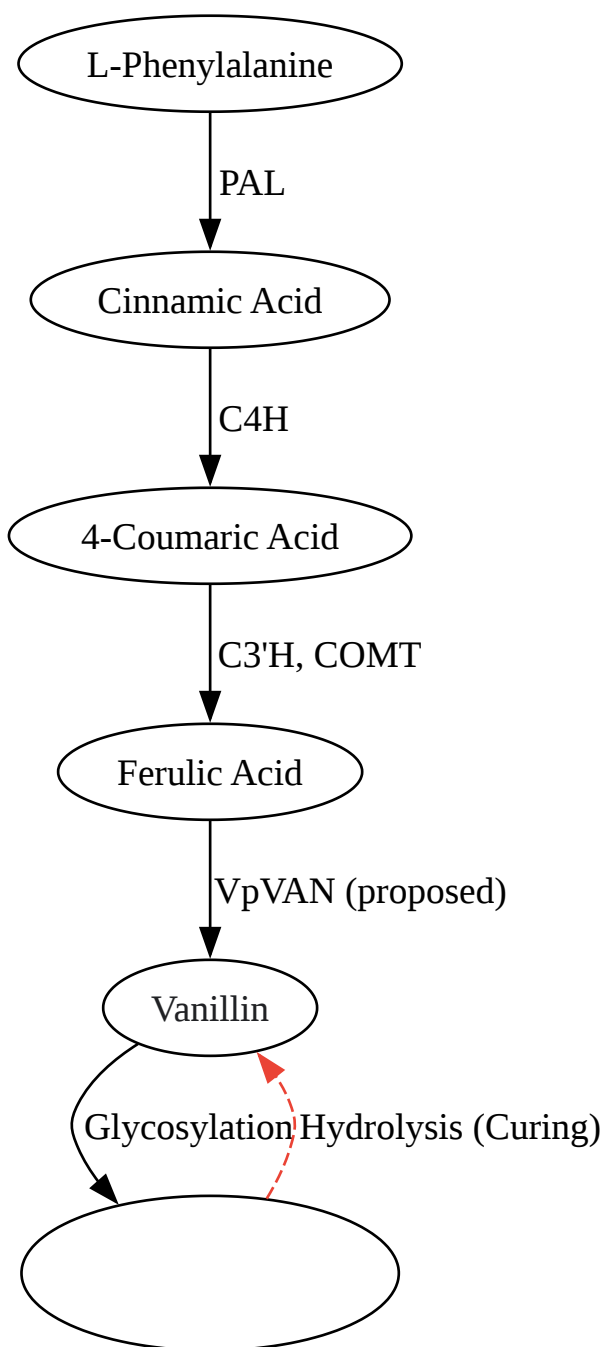 L-Phenylalanine
PAL
Cinnamic Acid
C4H
4-Coumaric Acid
C3'H, COMT
Ferulic Acid
VpVAN (proposed)
Vanillin
Glycosylation
Hydrolysis (Curing)